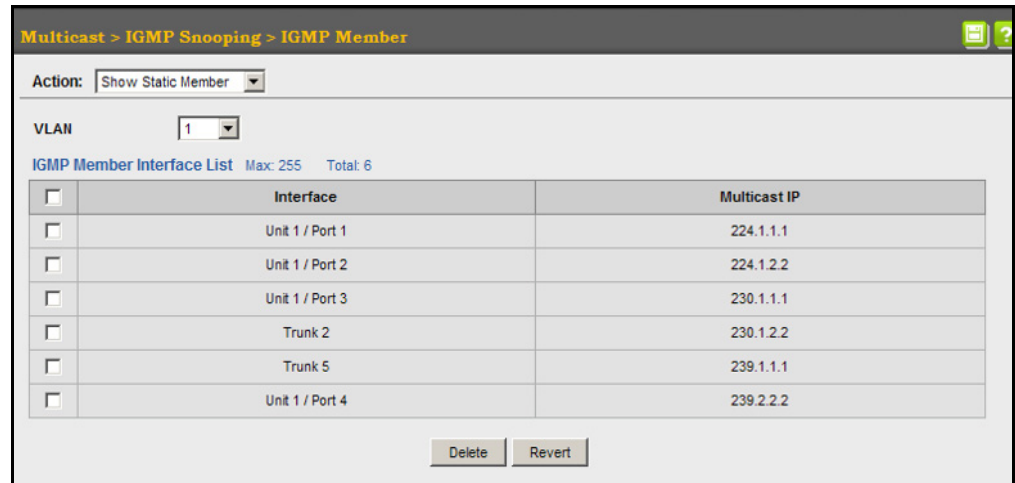 Multicast > IGMP Snooping > IGMP Member
?
Action: Show Static Member
VLAN 1
IGMP Member Interface List Max: 255 Total: 6
Interface Multicast IP
Unit 1 / Port 1 224.1.1.1
Unit 1 / Port 2 224.1.2.2
Unit 1 / Port 3 230.1.1.1
Trunk 2 230.1.2.2
Trunk 5 239.1.1.1
Unit 1 / Port 4 239.2.2.2
Delete Revert